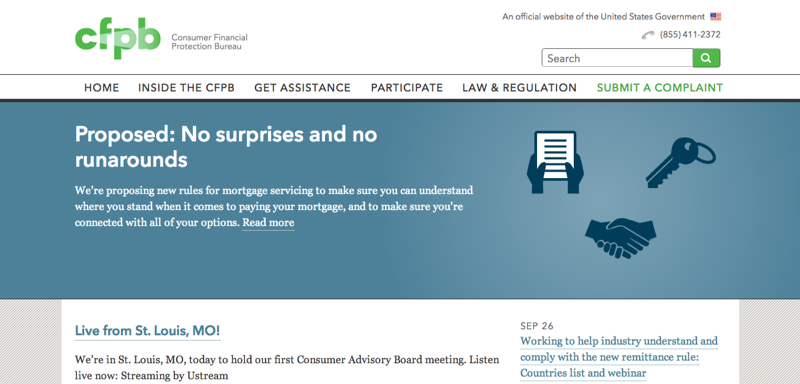 An official website of the United States Government
cfpb
Consumer Financial
Protection Bureau
(855) 411-2372
Search
HOME
INSIDE THE CFPB
GET ASSISTANCE
PARTICIPATE
LAW & REGULATION
SUBMIT A COMPLAINT
Proposed: No surprises and no
runarounds
We're proposing new rules for mortgage servicing to make sure you can understand
where you stand when it comes to paying your mortgage, and to make sure you're
connected with all of your options. Read more
Live from St. Louis, MO!
We're in St. Louis, MO, today to hold our first Consumer Advisory Board meeting. Listen
live now: Streaming by Ustream
SEP 26
Working to help industry understand and
comply with the new remittance rule:
Countries list and webinar